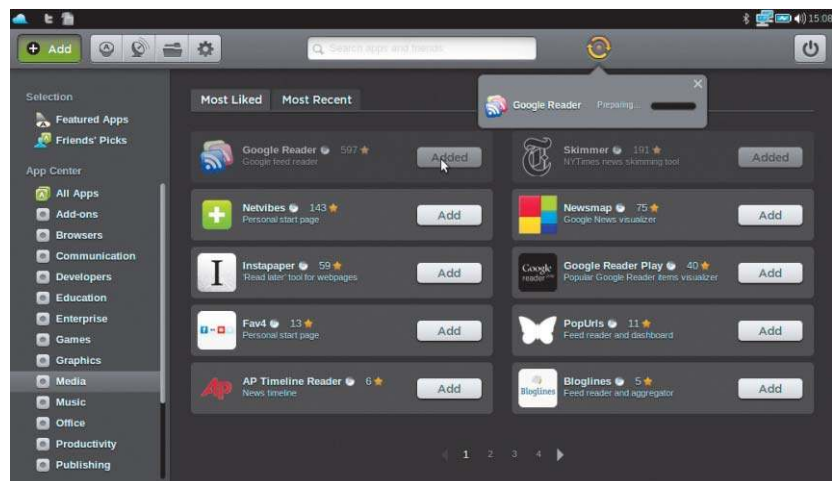 15:08
Add
Search apps and friends
Selection
Featured Apps
Friends' Picks
App Center
All Apps
Add-ons
Browsers
Communication
Developers
Education
Enterprise
Games
Graphics
Media
Music
Office
Productivity
Publishing
Most Liked Most Recent
Google Reader Preparing...
Google Reader 597
Google feed reader
Added
Skimmer 191
NYTimes news skimming tool
Added
Netvibes 143
Personal start page
Add
Newsmap 75
Google News visualizer
Add
Instapaper 59
'Read later' tool for webpages
Add
Google
reader
Google Reader Play 40
Popular Google Reader items visualizer
Add
Fav4 13
Personal start page
Add
PopUrls 11
Feed reader and dashboard
Add
AP
AP Timeline Reader 6
News timeline
Add
Bloglines
Bloglines 5
Feed reader and aggregator
Add
1 2 3 4